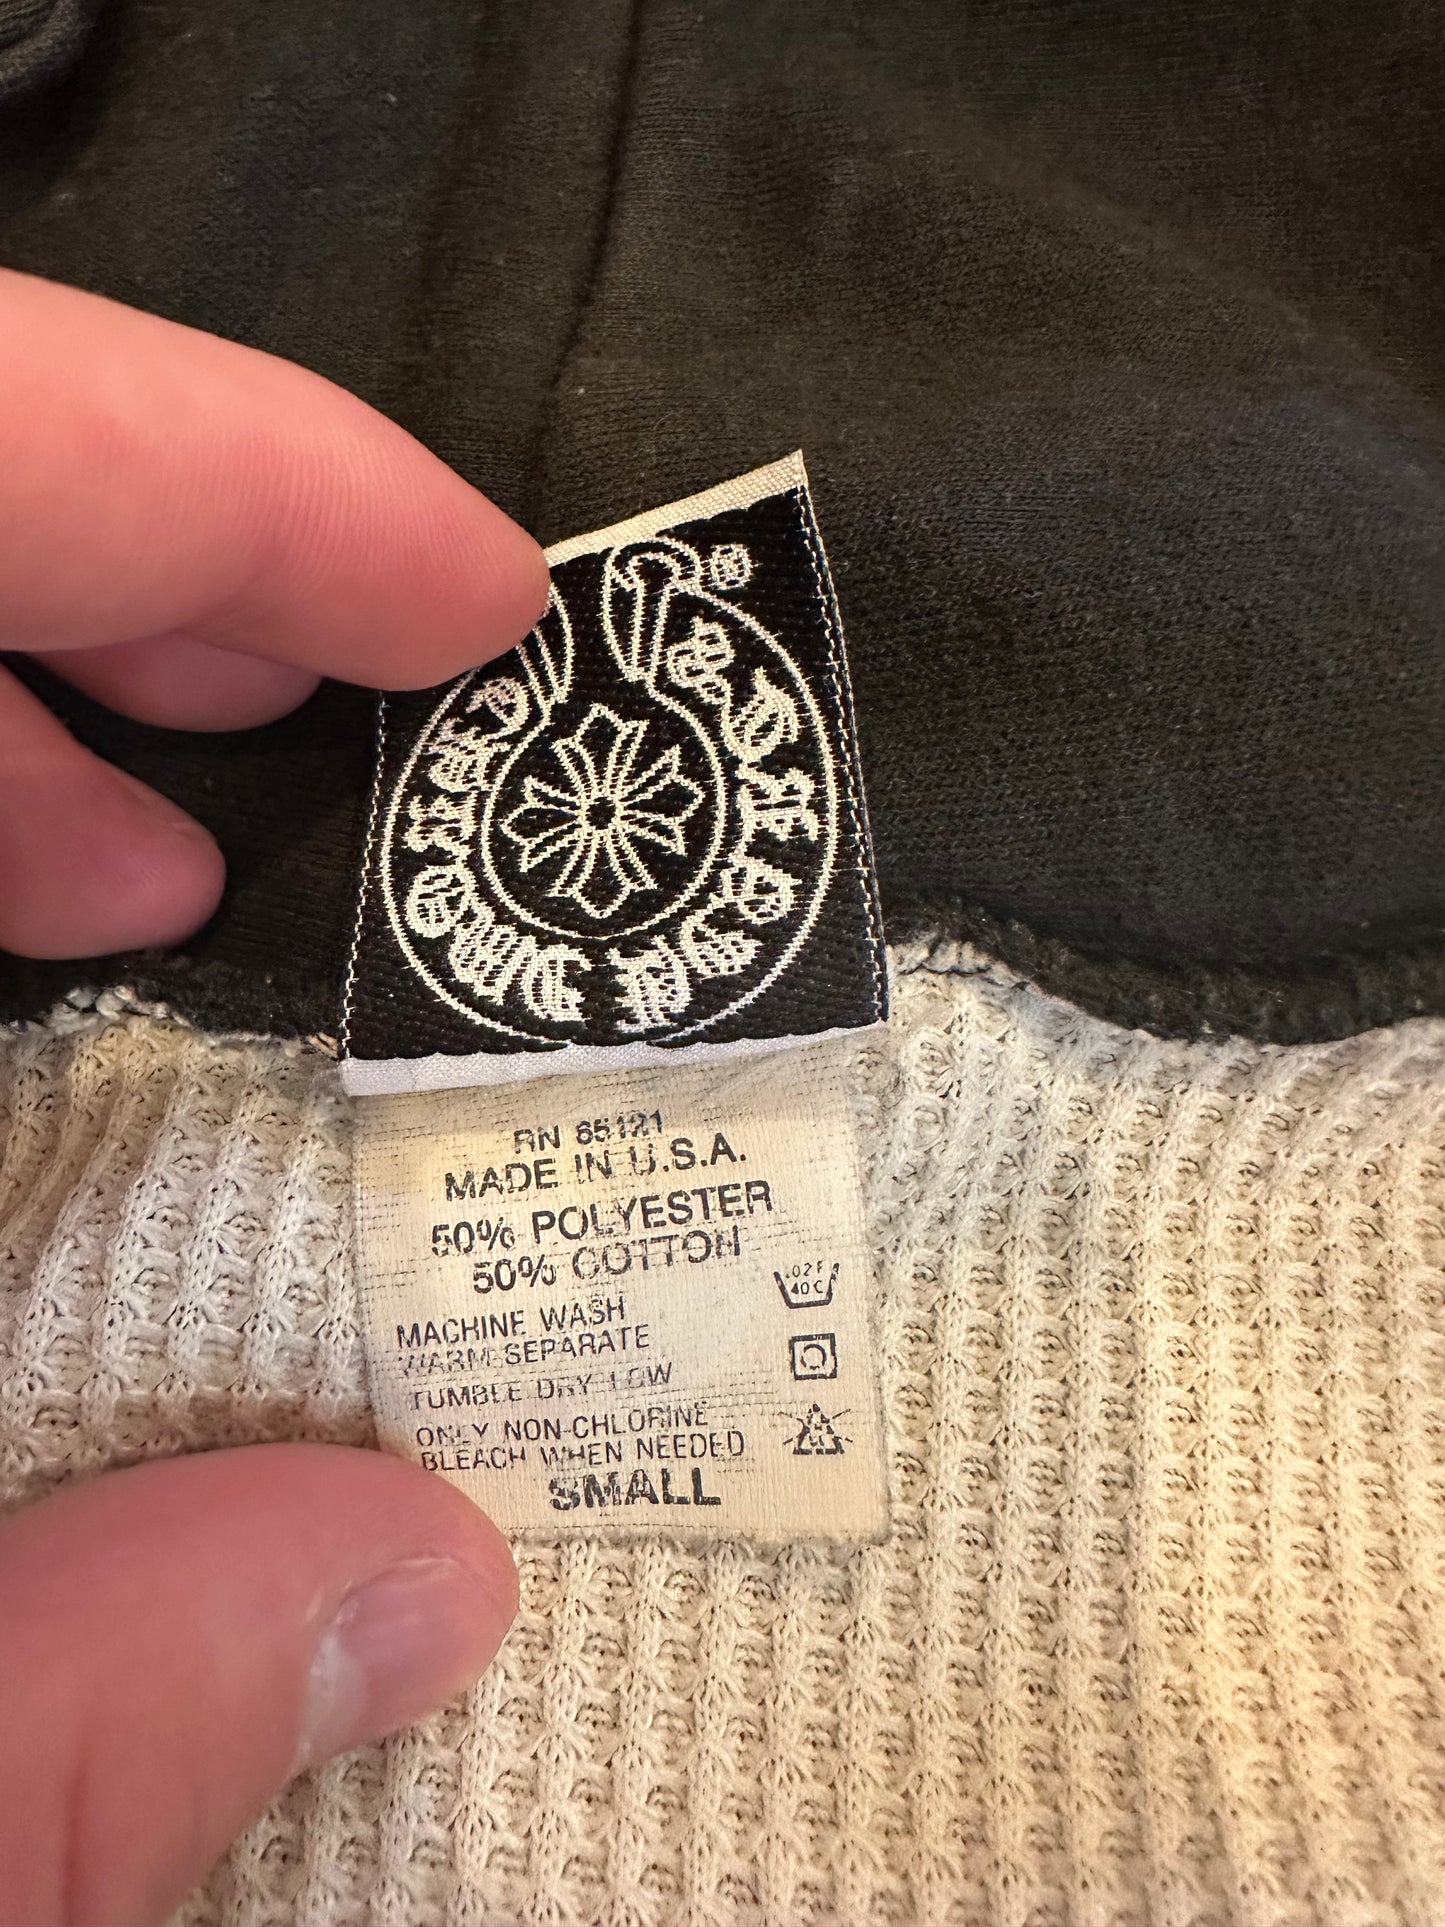 ®
RN 65121
MADE IN U.S.A.
50% POLYESTER
50% COTTON
40C
MACHINE WASH
WARM SEPARATE
TUMBLE DRY LOW
ONLY NON-CHLORINE
BLEACH WHEN NEEDED
SMALL